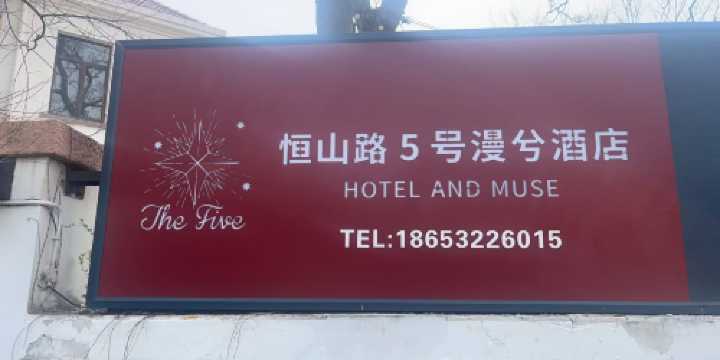 恒山路5号漫兮酒店
HOTEL AND MUSE
The Five
TEL:18653226015